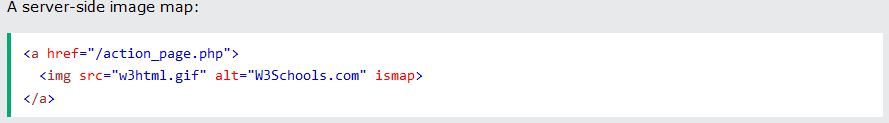 A server-side image map:
<a href="/action_page.php">
<img src="w3html.gif" alt="W3Schools.com" ismap>
</a>